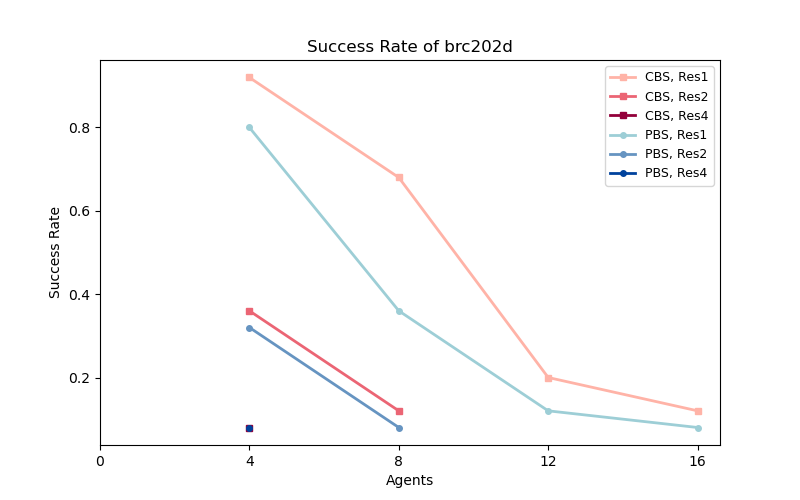 Success Rate of brc202d
CBS, Res1
CBS, Res2
CBS, Res4
PBS, Res1
PBS, Res2
PBS, Res4
Success Rate
0.8
0.6
0.4
0.2
0 4 8 12 16
Agents